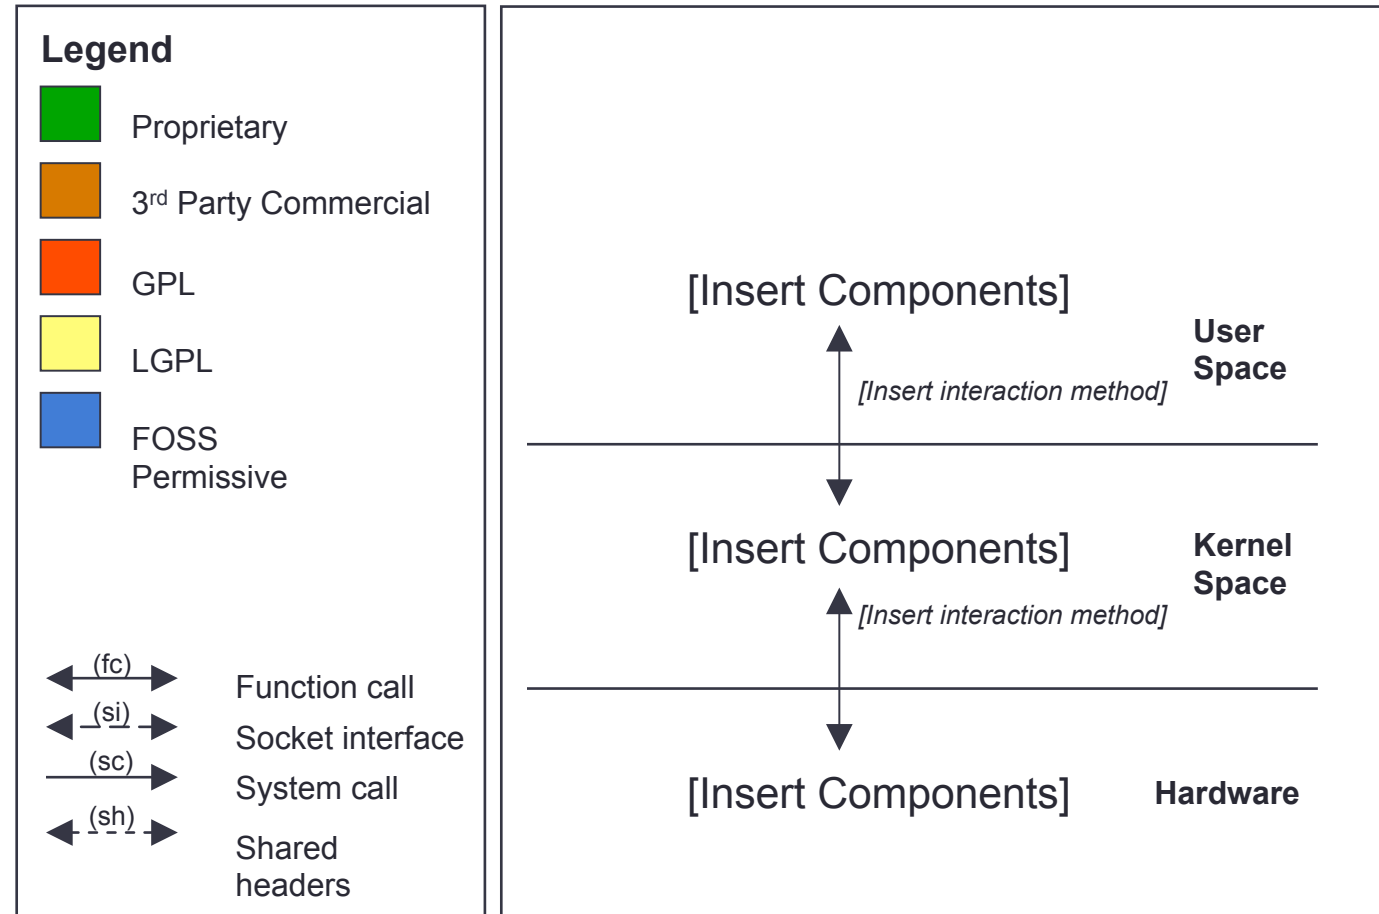 Legend
Proprietary
3rd Party Commercial
GPL
LGPL
FOSS
Permissive
(fc)
Function call
(si)
Socket interface
(sc)
System call
(sh)
Shared
headers
[Insert Components]
User
Space
[Insert interaction method]
[Insert Components]
Kernel
Space
[Insert interaction method]
[Insert Components]
Hardware